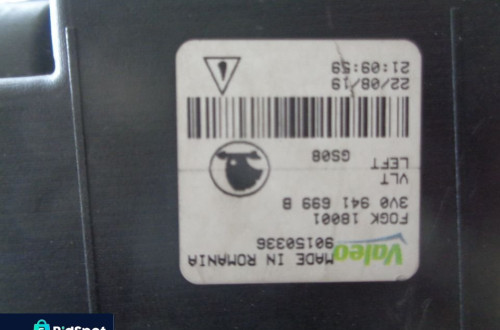 Valeo MADE IN ROMANIA
90150336
FOGK 18001
3V0 941 699 B
VLT
LEFT
GS08
22/08/19
21:09:59
BidSpot